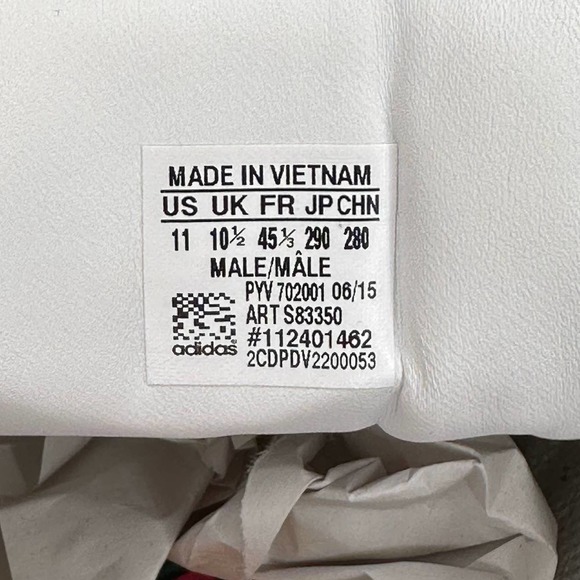 MADE IN VIETNAM
US UK FR JP CHN
11 10½ 45⅓ 290 280
MALE/MÂLE
PYV 702001 06/15
ART S83350
#112401462
adidas 2CDPDV2200053